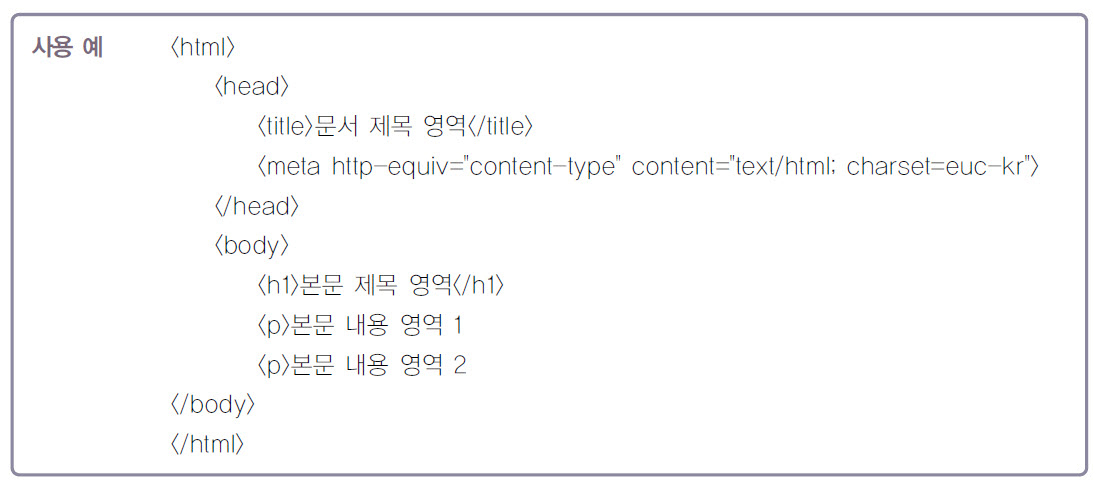 사용 예 <html>
<head>
<title>문서 제목 영역</title>
<meta http-equiv="content-type" content="text/html; charset=euc-kr">
</head>
<body>
<h1>본문 제목 영역</h1>
<p>본문 내용 영역 1
<p>본문 내용 영역 2
</body>
</html>